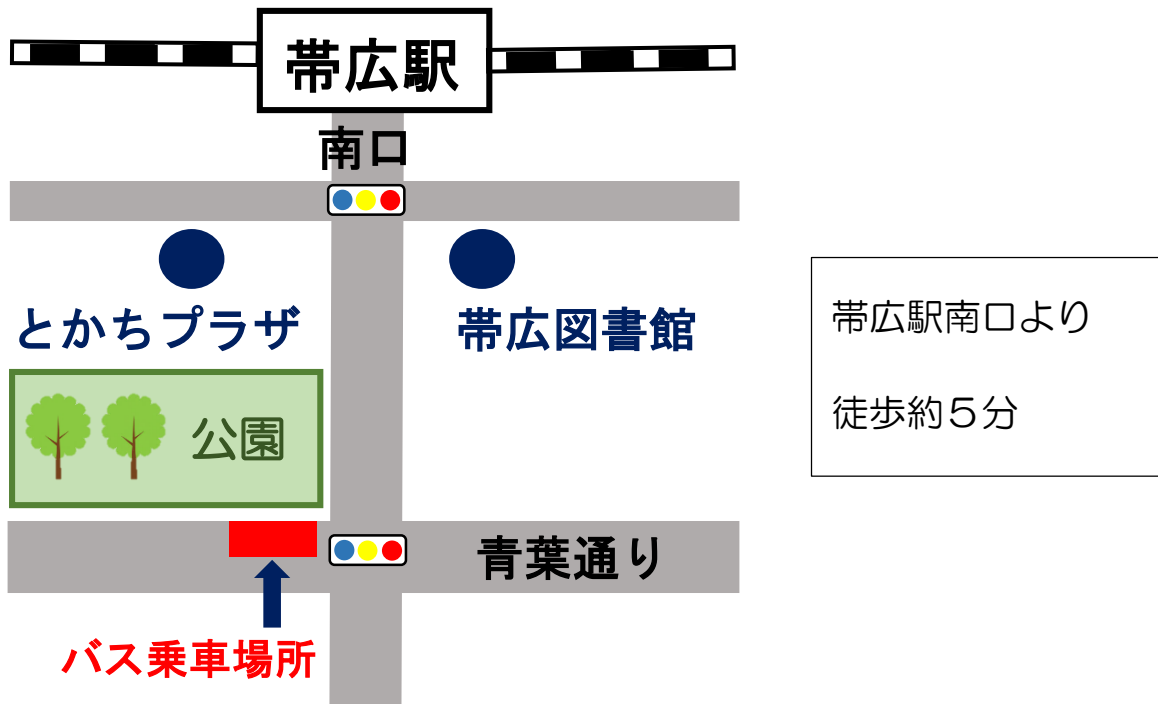 帯広駅
南口
とかちプラザ
帯広図書館
公園
青葉通り
バス乗車場所
帯広駅南口より
徒歩約５分